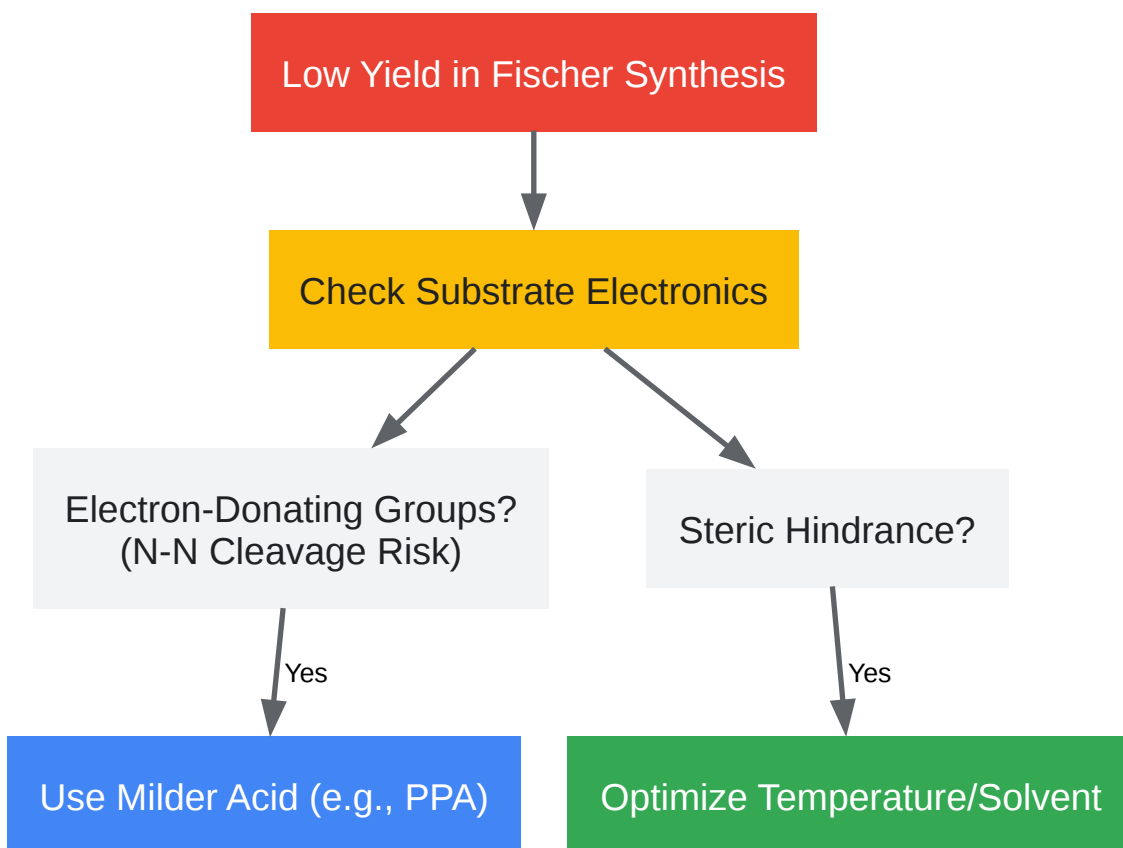 Low Yield in Fischer Synthesis
Check Substrate Electronics
Electron-Donating Groups?
(N-N Cleavage Risk)
Steric Hindrance?
Yes
Yes
Use Milder Acid (e.g., PPA)
Optimize Temperature/Solvent